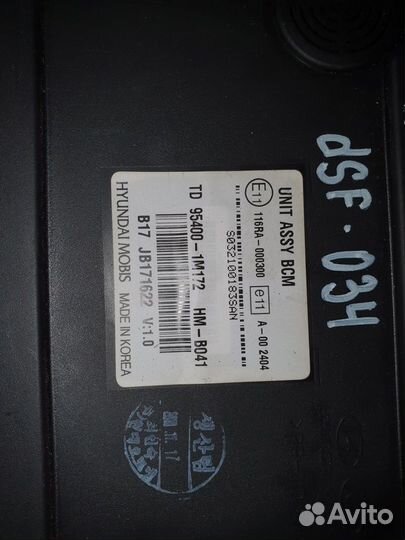 UNIT ASSY BCM
E11 116RA-000300 e11 A-00 2404
S032100183SAN
TD 95400-1M172 HM-B041
B17 JB171622 V:1.0
HYUNDAI MOBIS MADE IN KOREA
dSF-034
Avito